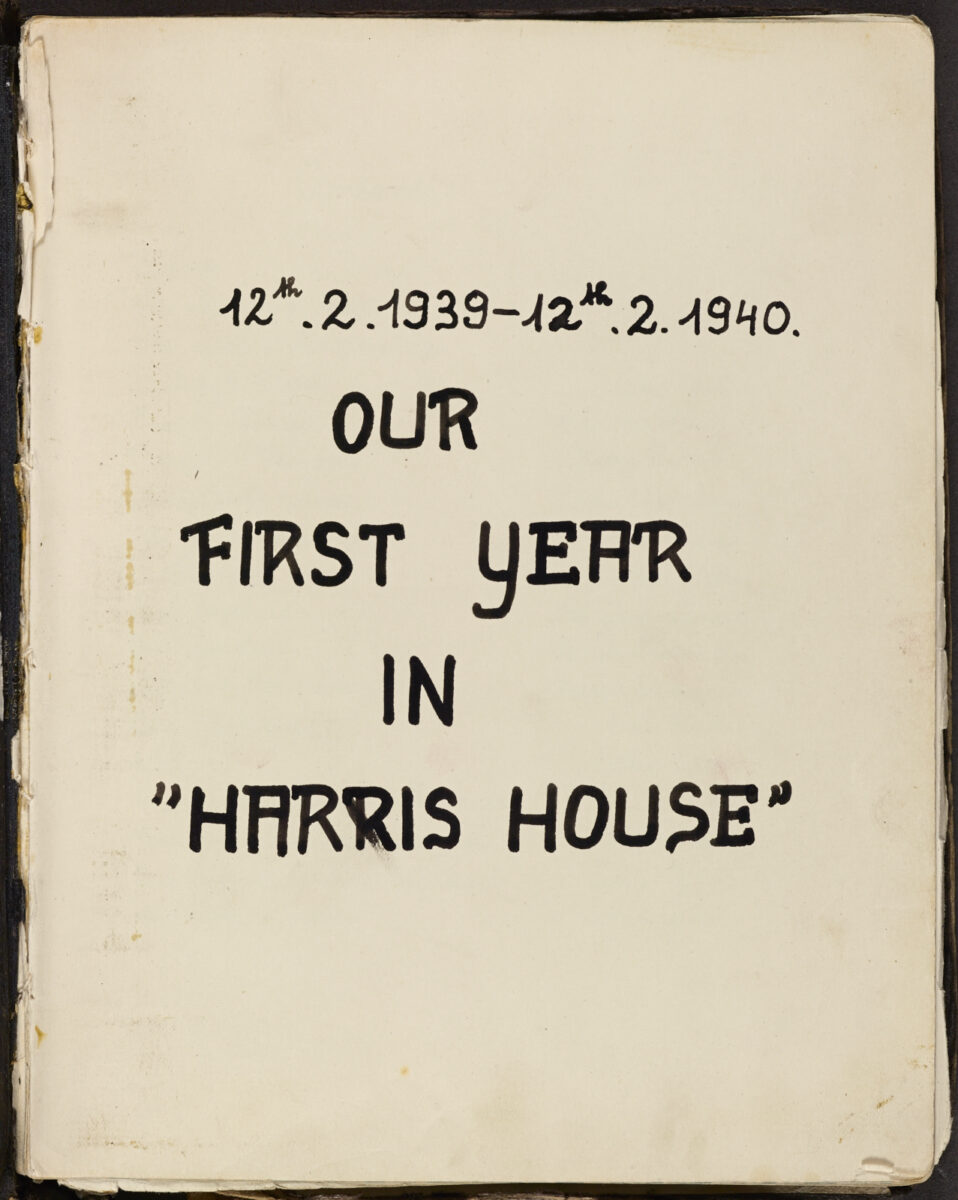 12th.2.1939-12th.2.1940.
OUR
FIRST YEAR
IN
"HARRIS HOUSE"